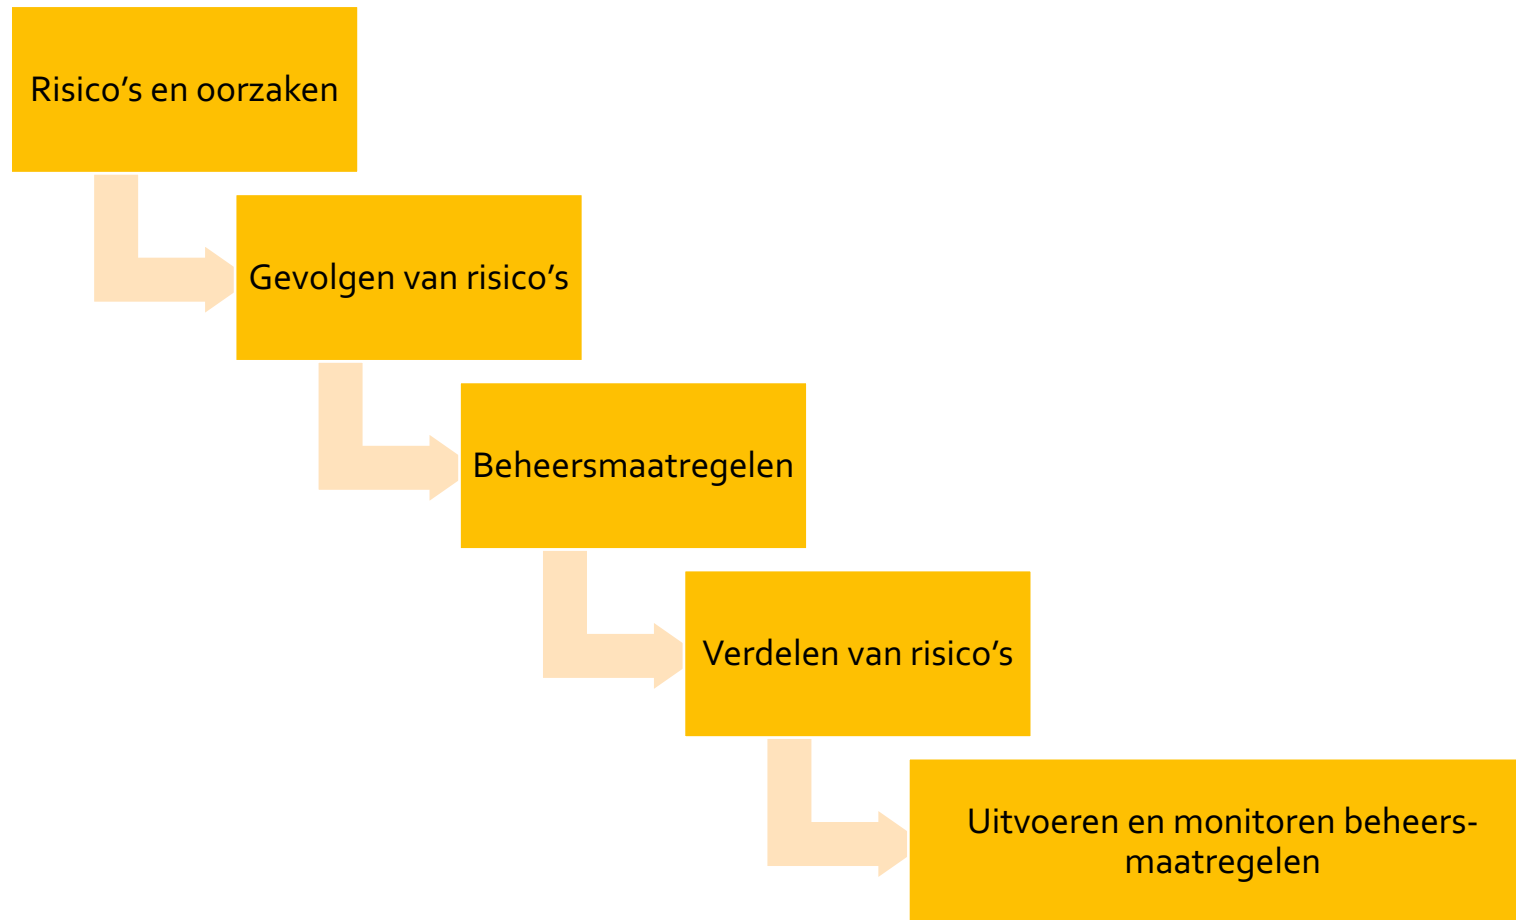 Risico’s en oorzaken
Gevolgen van risico’s
Beheersmaatregelen
Verdelen van risico’s
Uitvoeren en monitoren beheers-
maatregelen